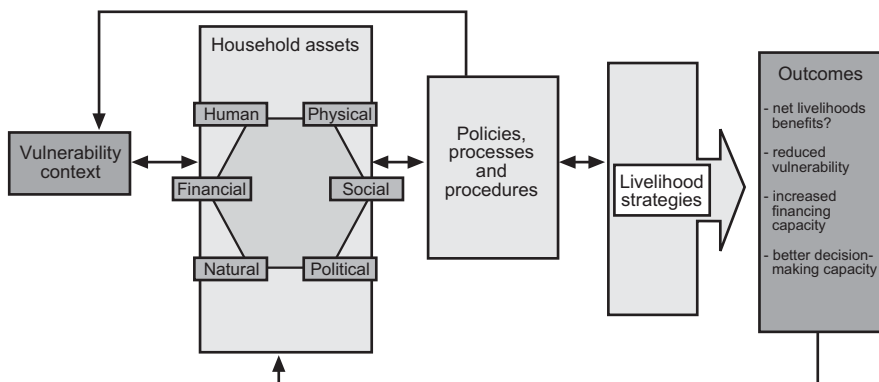 Vulnerability
context
Household assets
Human
Physical
Financial
Social
Natural
Political
Policies,
processes
and
procedures
Livelihood
strategies
Outcomes
- net livelihoods
benefits?
- reduced
vulnerability
- increased
financing
capacity
- better decision-
making capacity